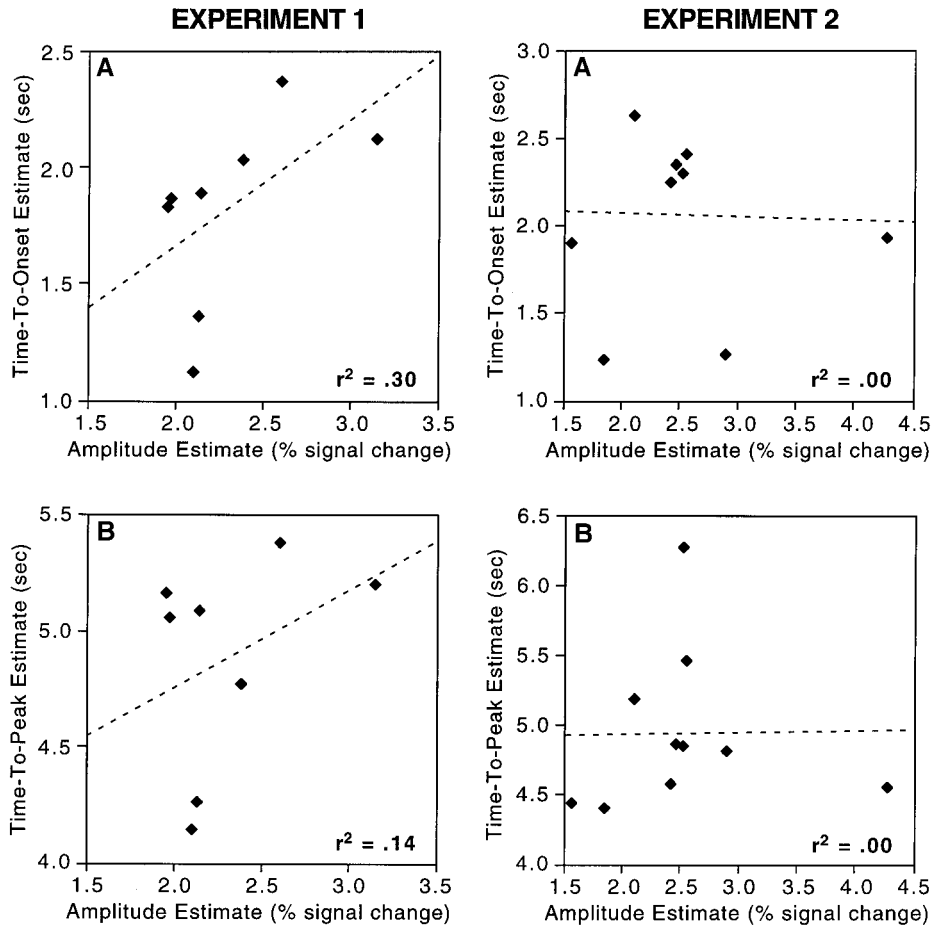 EXPERIMENT 1
A
Time-To-Onset Estimate (sec)
2.5
2.0
1.5
1.0
r² = .30
1.5 2.0 2.5 3.0 3.5
Amplitude Estimate (% signal change)
EXPERIMENT 2
A
Time-To-Onset Estimate (sec)
3.0
2.5
2.0
1.5
1.0
r² = .00
1.5 2.0 2.5 3.0 3.5 4.0 4.5
Amplitude Estimate (% signal change)
B
Time-To-Peak Estimate (sec)
5.5
5.0
4.5
4.0
r² = .14
1.5 2.0 2.5 3.0 3.5
Amplitude Estimate (% signal change)
B
Time-To-Peak Estimate (sec)
6.5
6.0
5.5
5.0
4.5
4.0
r² = .00
1.5 2.0 2.5 3.0 3.5 4.0 4.5
Amplitude Estimate (% signal change)